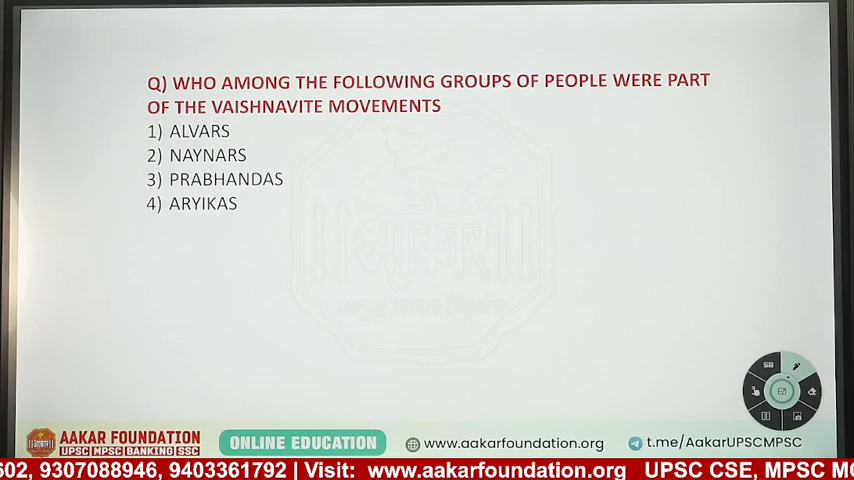 Q) WHO AMONG THE FOLLOWING GROUPS OF PEOPLE WERE PART
OF THE VAISHNAVITE MOVEMENTS
1) ALVARS
2) NAYNARS
3) PRABHANDAS
4) ARYIKAS
आकार
SB
AAKAR FOUNDATION
UPSC MPSC BANKING SSC
ONLINE EDUCATION
www.aakarfoundation.org
t.me/AakarUPSCMPSC
602, 9307088946, 9403361792 | Visit: www.aakarfoundation.org UPSC CSE, MPSC